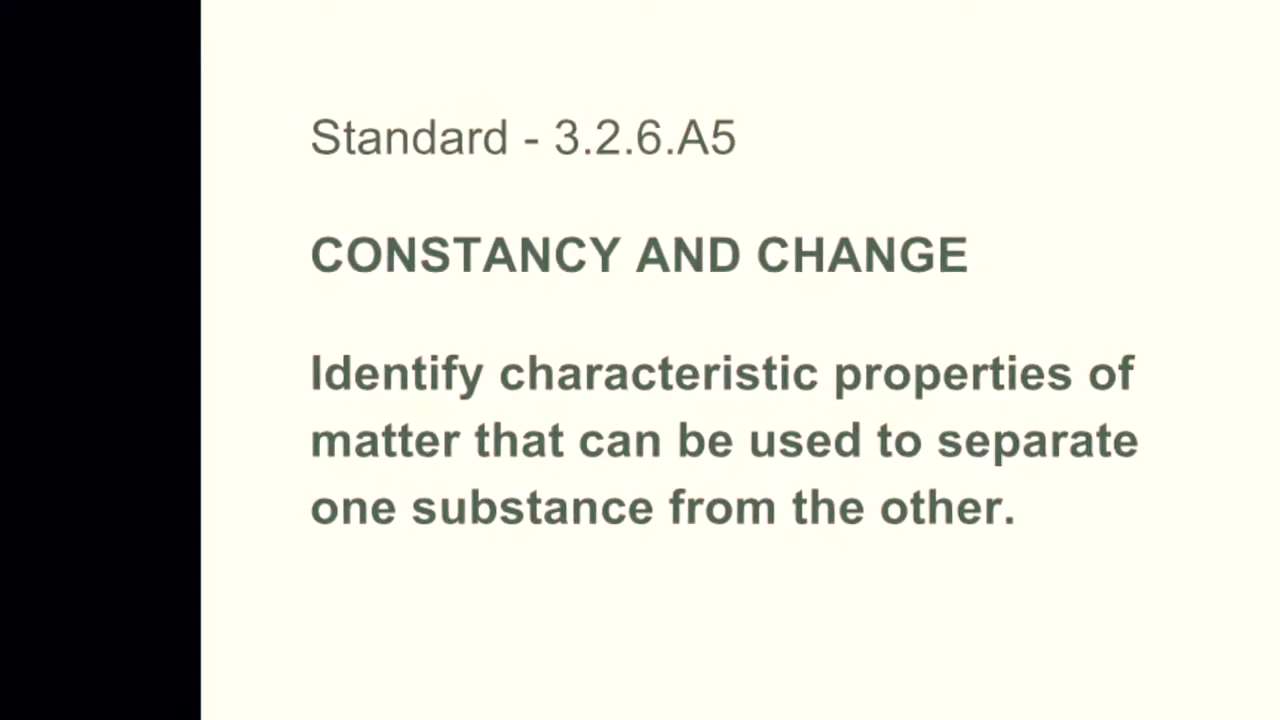 Standard - 3.2.6.A5
CONSTANCY AND CHANGE
Identify characteristic properties of
matter that can be used to separate
one substance from the other.